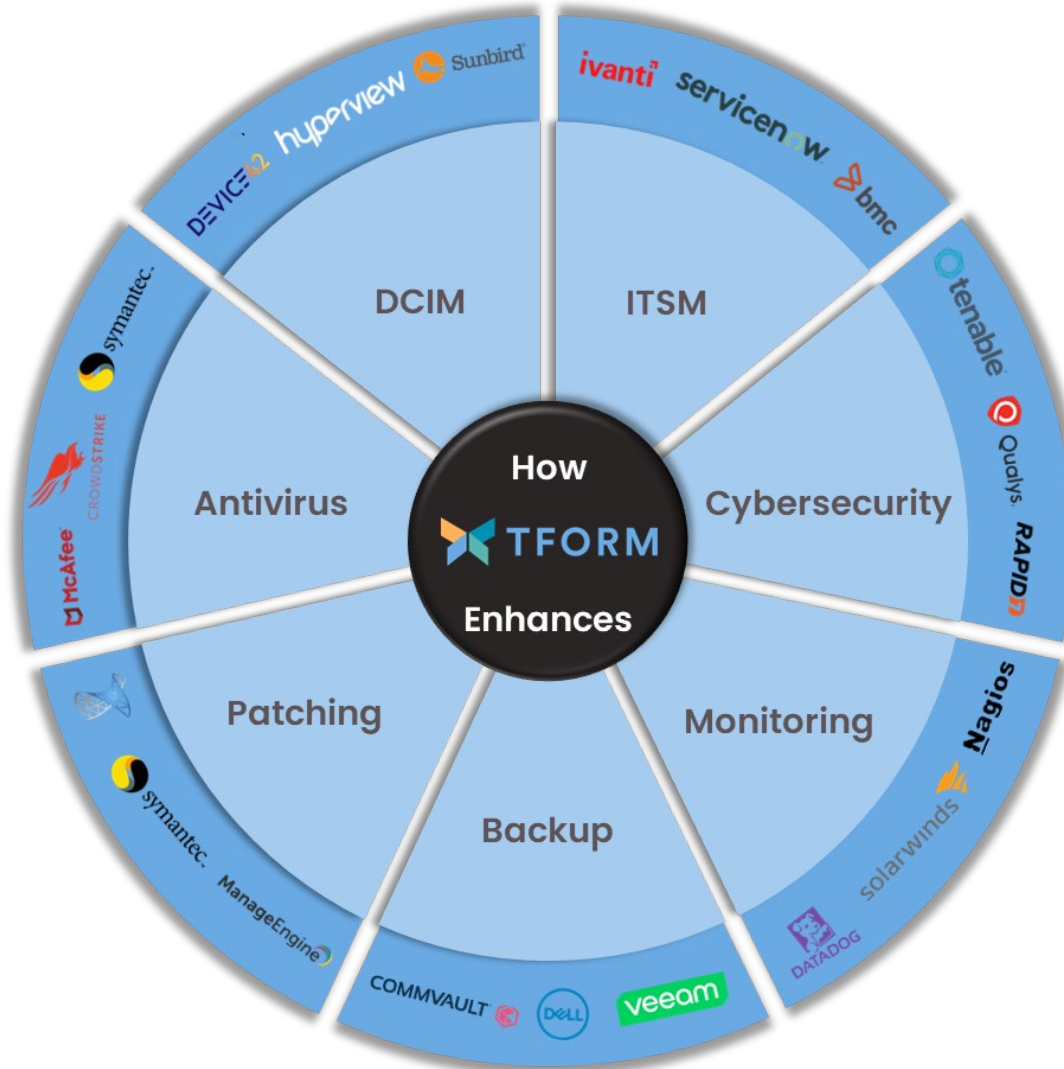 How
TFORM
Enhances
DCIM
DEVICE42
hyperview
Sunbird
ITSM
ivanti
servicenow
bmc
Cybersecurity
tenable
Qualys.
RAPID7
Monitoring
Nagios
solarwinds
DATADOG
Backup
COMMVAULT
DELL
veeam
Patching
symantec.
ManageEngine
Antivirus
symantec.
CROWDSTRIKE
McAfee